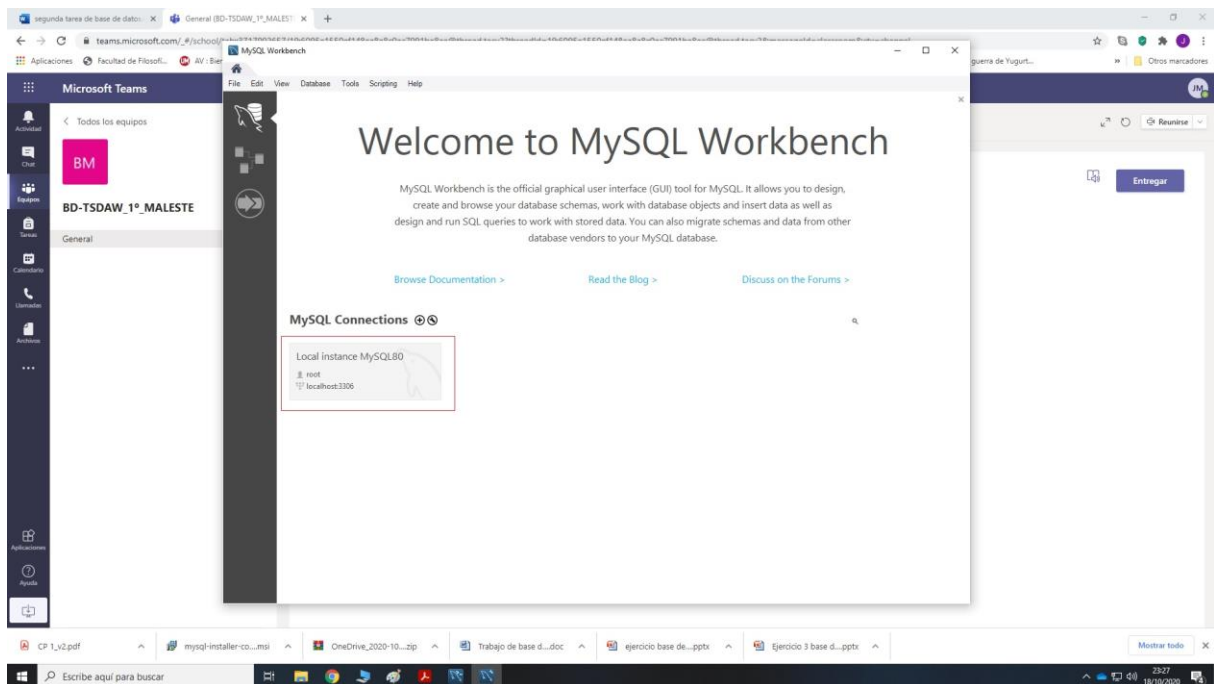 segunda tarea de base de datos
General (BD-TSDAW_1º_MALEST
MySQL Workbench
Aplicaciones
Facultad de Filosofí...
AV : Bier
guerra de Yugurt...
Otros marcadores
File Edit View Database Tools Scripting Help
Microsoft Teams
JM
Actividad
Chat
Equipos
Tareas
Calendario
Llamadas
Archivos
...
Aplicaciones
Ayuda
< Todos los equipos
BM
BD-TSDAW_1º_MALESTE
General
Reunirse
Entregar
Welcome to MySQL Workbench
MySQL Workbench is the official graphical user interface (GUI) tool for MySQL. It allows you to design,
create and browse your database schemas, work with database objects and insert data as well as
design and run SQL queries to work with stored data. You can also migrate schemas and data from other
database vendors to your MySQL database.
Browse Documentation >
Read the Blog >
Discuss on the Forums >
MySQL Connections
Local instance MySQL80
root
localhost:3306
CP 1_v2.pdf
mysql-installer-co....msi
OneDrive_2020-10....zip
Trabajo de base d....doc
ejercicio base de....pptx
Ejercicio 3 base d....pptx
Mostrar todo
Escribe aquí para buscar
23:27
18/10/2020